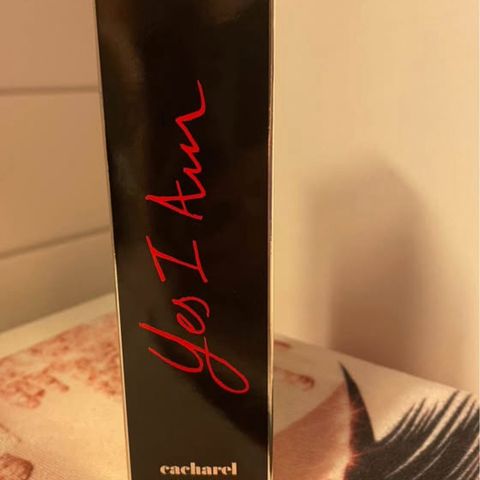 Yes I Am
cacharel